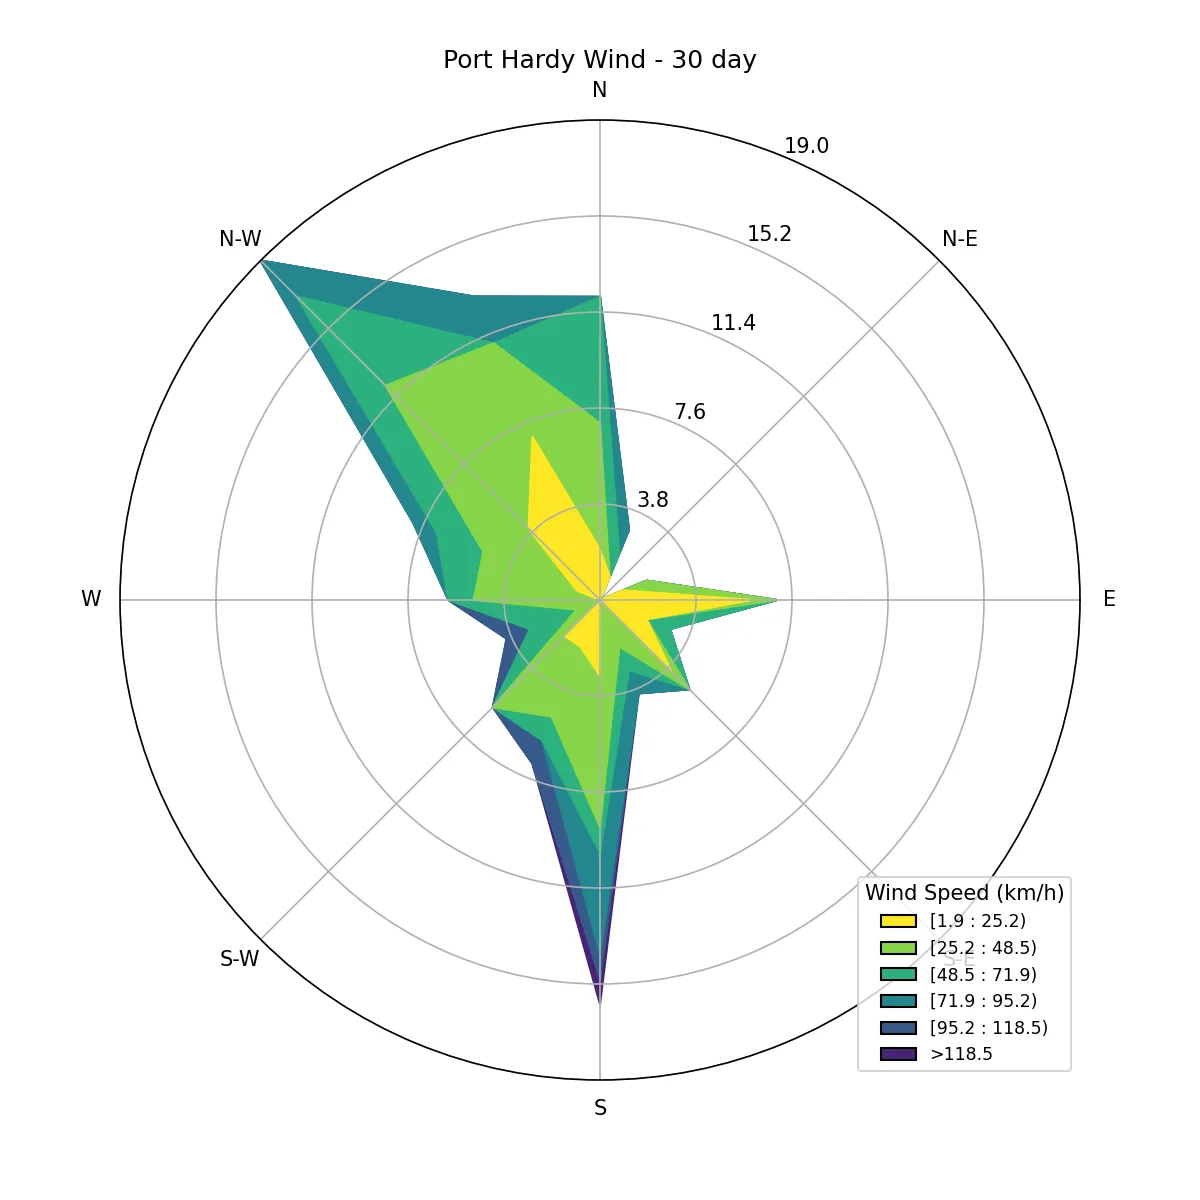 Port Hardy Wind - 30 day
N
19.0
N-W
N-E
15.2
11.4
7.6
3.8
W
E
S-W
S-E
Wind Speed (km/h)
[1.9 : 25.2)
[25.2 : 48.5)
[48.5 : 71.9)
[71.9 : 95.2)
[95.2 : 118.5)
>118.5
S